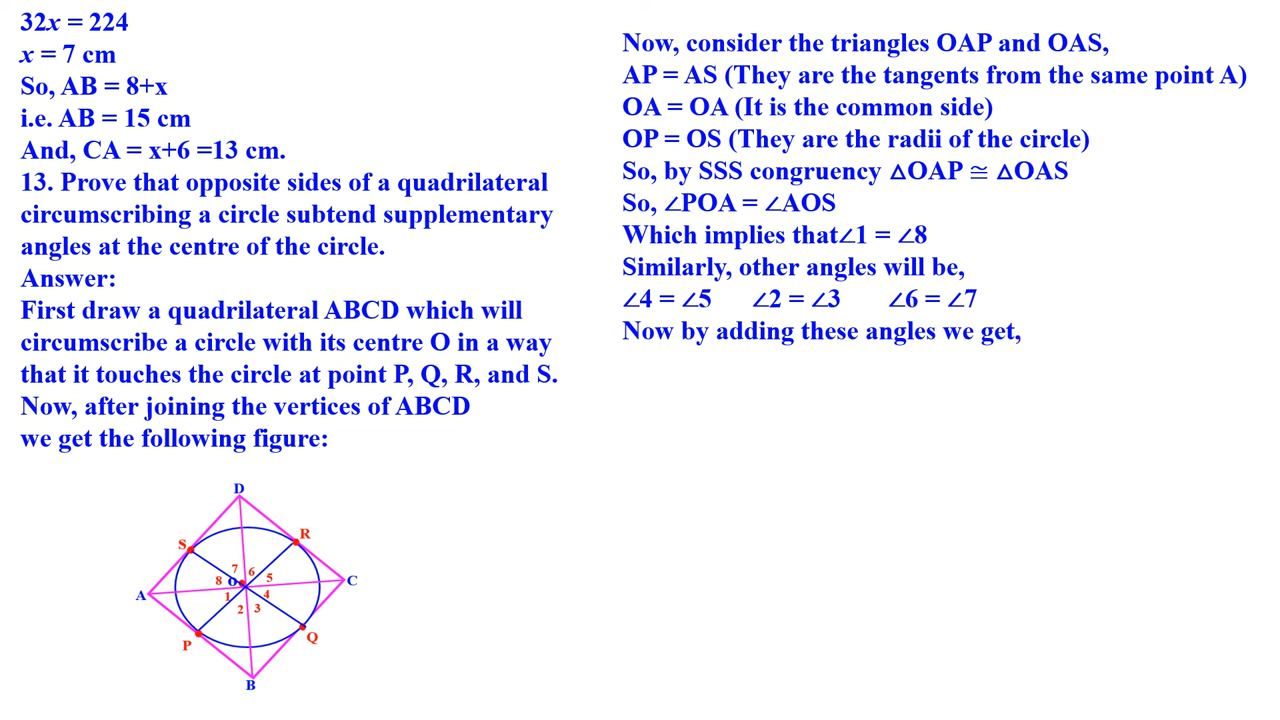 32x = 224
x = 7 cm
So, AB = 8+x
i.e. AB = 15 cm
And, CA = x+6 =13 cm.
13. Prove that opposite sides of a quadrilateral
circumscribing a circle subtend supplementary
angles at the centre of the circle.
Answer:
First draw a quadrilateral ABCD which will
circumscribe a circle with its centre O in a way
that it touches the circle at point P, Q, R, and S.
Now, after joining the vertices of ABCD
we get the following figure:
D
S
R
7
6
8
O
5
C
A
1
4
2
3
P
Q
B
Now, consider the triangles OAP and OAS,
AP = AS (They are the tangents from the same point A)
OA = OA (It is the common side)
OP = OS (They are the radii of the circle)
So, by SSS congruency △OAP ≅ △OAS
So, ∠POA = ∠AOS
Which implies that∠1 = ∠8
Similarly, other angles will be,
∠4 = ∠5 ∠2 = ∠3 ∠6 = ∠7
Now by adding these angles we get,